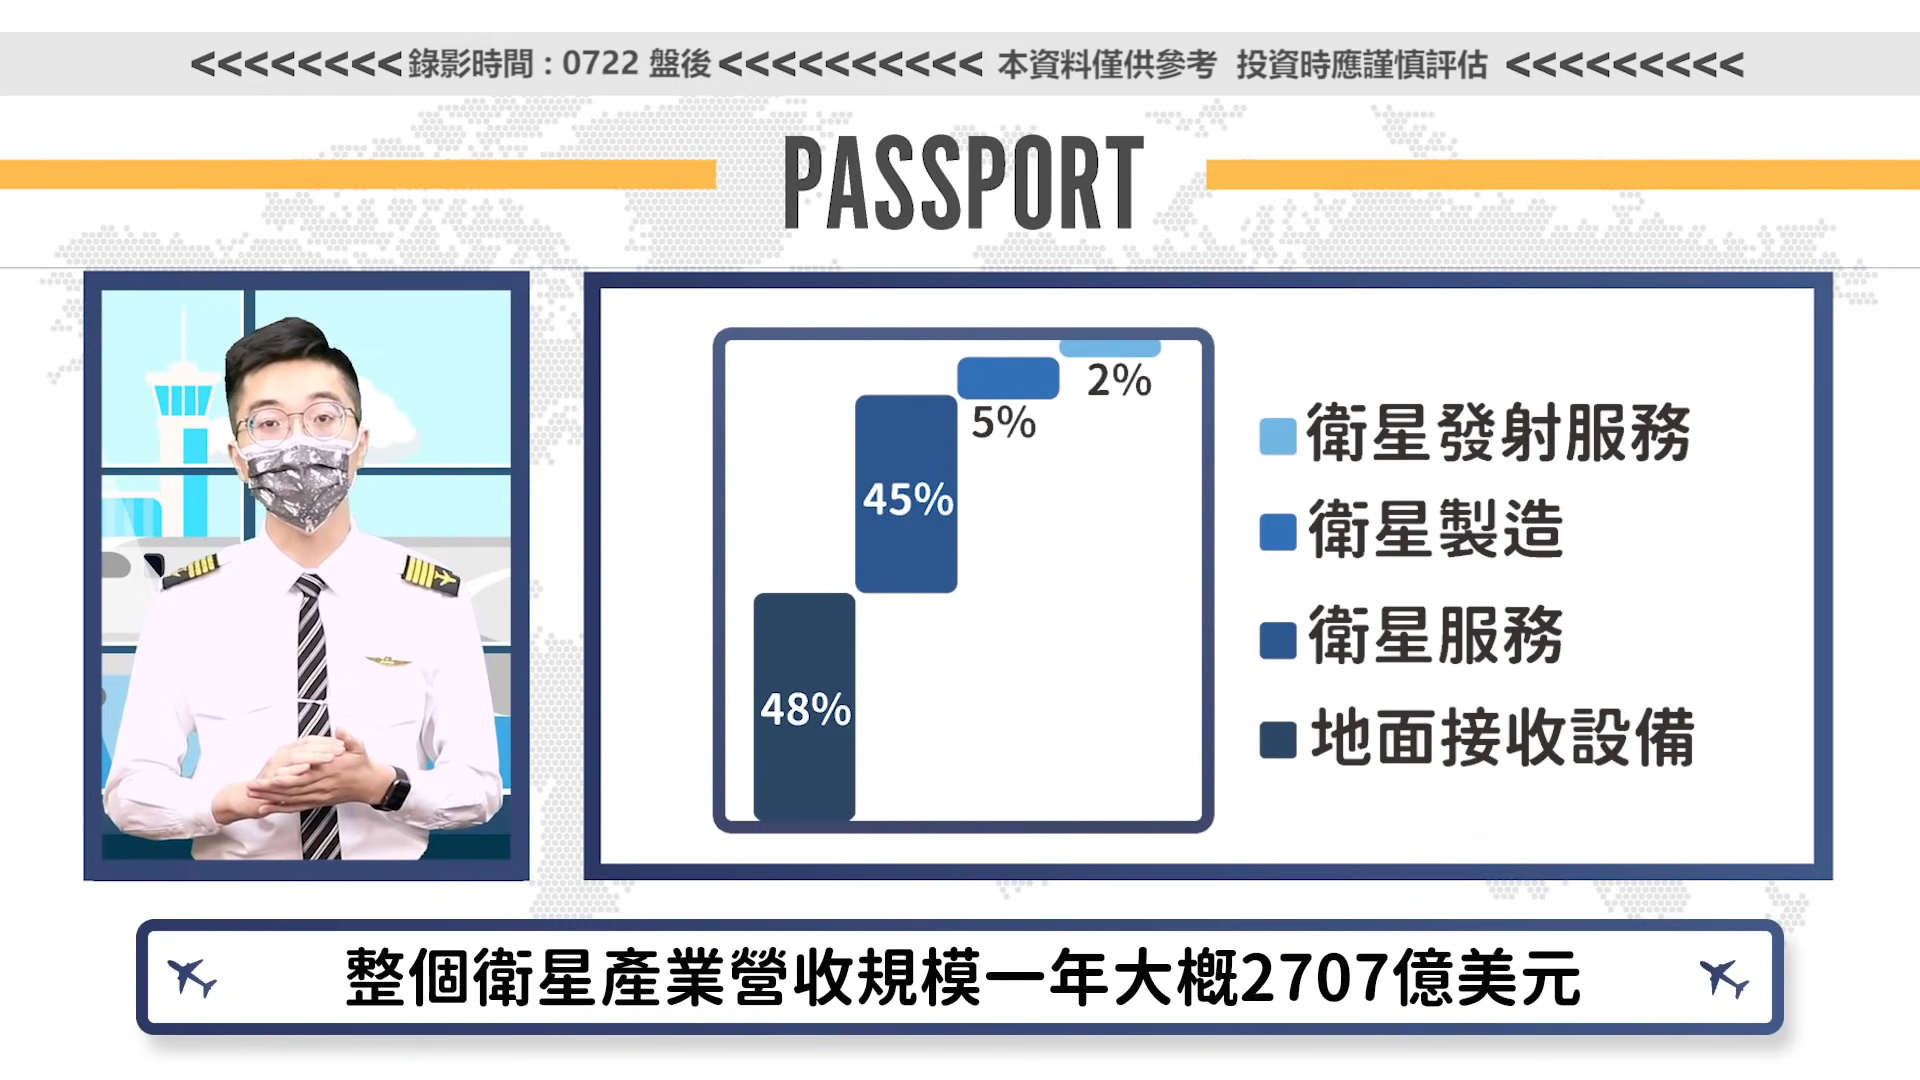 <<<<<<<<錄影時間：0722 盤後<<<<<<<<<< 本資料僅供參考 投資時應謹慎評估 <<<<<<<<<
PASSPORT
2%
5%
45%
48%
衛星發射服務
衛星製造
衛星服務
地面接收設備
整個衛星產業營收規模一年大概2707億美元